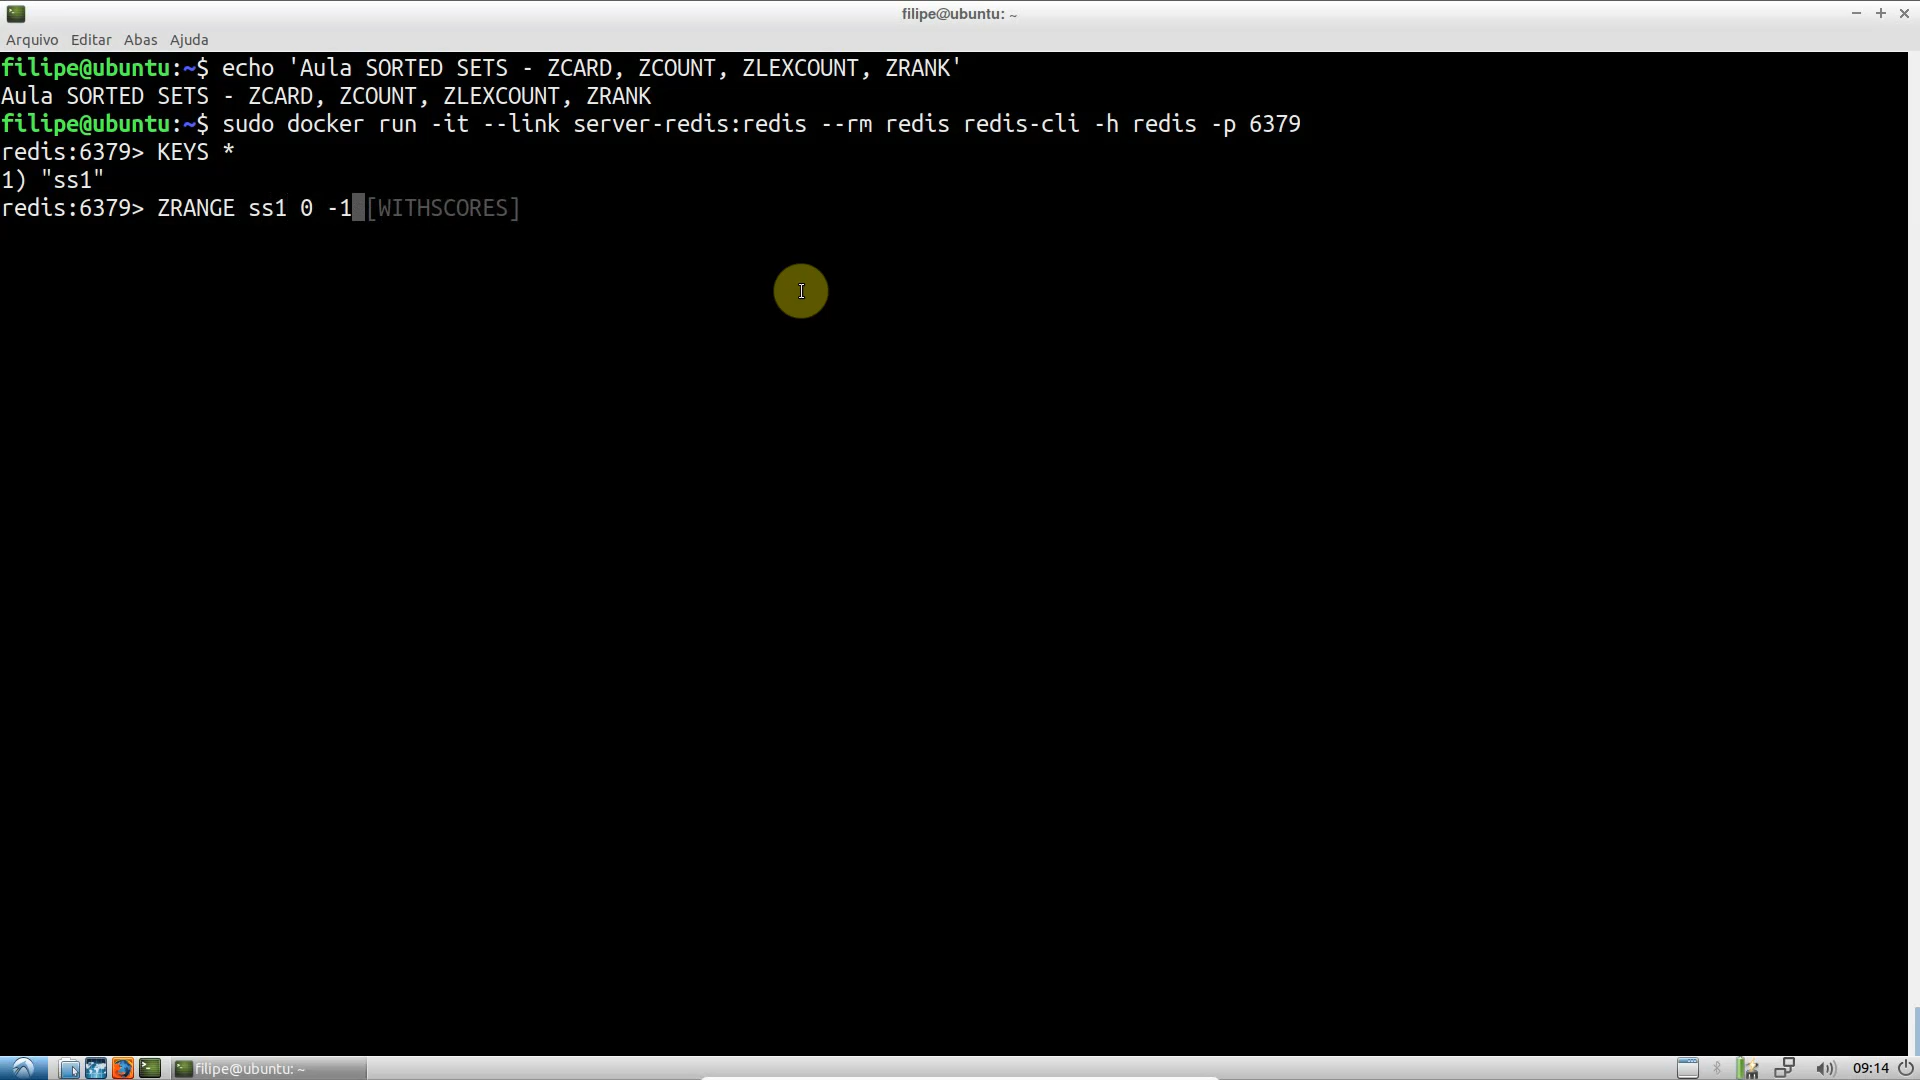 filipe@ubuntu: ~
Arquivo Editar Abas Ajuda
filipe@ubuntu:~$ echo 'Aula SORTED SETS - ZCARD, ZCOUNT, ZLEXCOUNT, ZRANK'
Aula SORTED SETS - ZCARD, ZCOUNT, ZLEXCOUNT, ZRANK
filipe@ubuntu:~$ sudo docker run -it --link server-redis:redis --rm redis redis-cli -h redis -p 6379
redis:6379> KEYS *
1) "ss1"
redis:6379> ZRANGE ss1 0 -1 [WITHSCORES]
filipe@ubuntu: ~
09:14